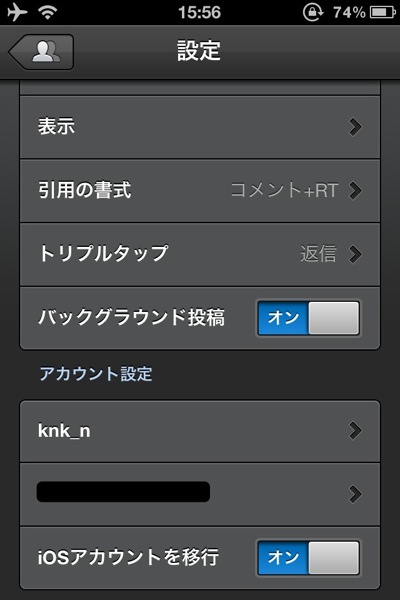 15:56
74%
設定
表示
引用の書式 コメント+RT
トリプルタップ 返信
バックグラウンド投稿 オン
アカウント設定
knk_n
iOSアカウントを移行 オン